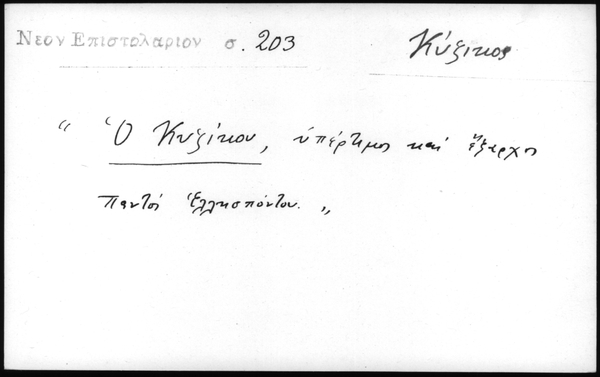 Νεον Επιστολαριον σ. 203
Κύζικος
“ Ὁ Κυζίκου, ὑπέρτιμος καὶ ἔξαρχος
παντὸς Ἑλλησπόντου. „